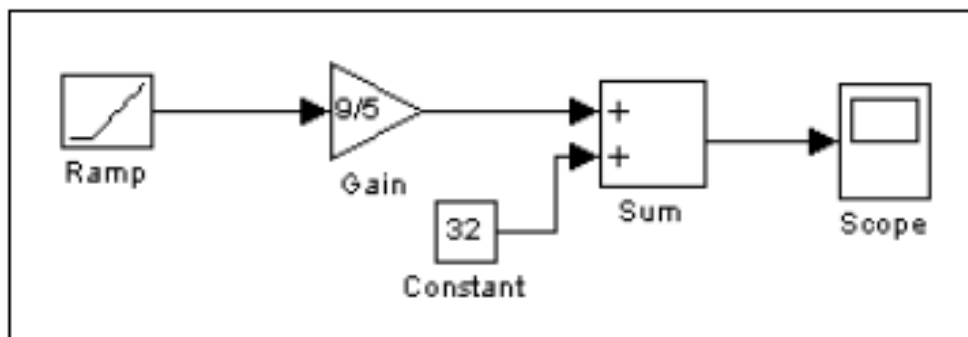 9/5
+
+
Ramp
Gain
32
Sum
Scope
Constant